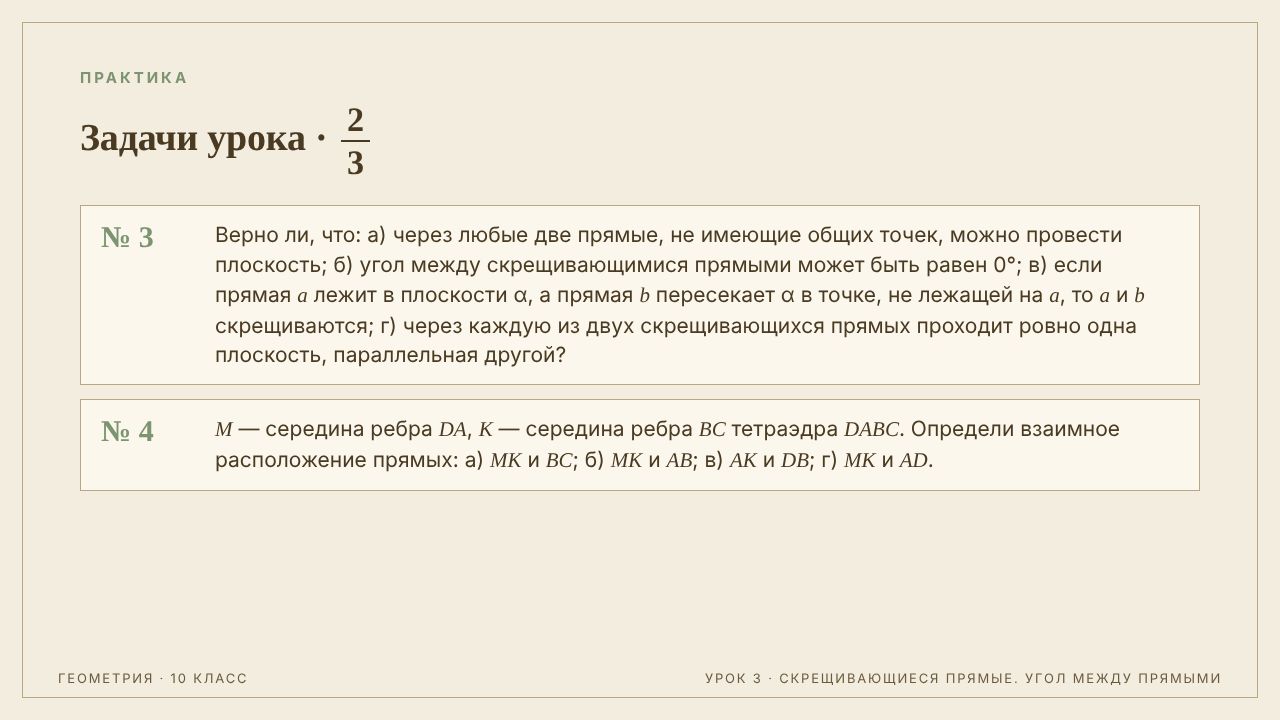 ПРАКТИКА
Задачи урока · 2/3
№ 3
Верно ли, что: а) через любые две прямые, не имеющие общих точек, можно провести
плоскость; б) угол между скрещивающимися прямыми может быть равен 0°; в) если
прямая a лежит в плоскости α, а прямая b пересекает α в точке, не лежащей на a, то a и b
скрещиваются; г) через каждую из двух скрещивающихся прямых проходит ровно одна
плоскость, параллельная другой?
№ 4
M — середина ребра DA, K — середина ребра BC тетраэдра DABC. Определи взаимное
расположение прямых: а) MK и BC; б) MK и AB; в) AK и DB; г) MK и AD.
ГЕОМЕТРИЯ · 10 КЛАСС
УРОК 3 · СКРЕЩИВАЮЩИЕСЯ ПРЯМЫЕ. УГОЛ МЕЖДУ ПРЯМЫМИ